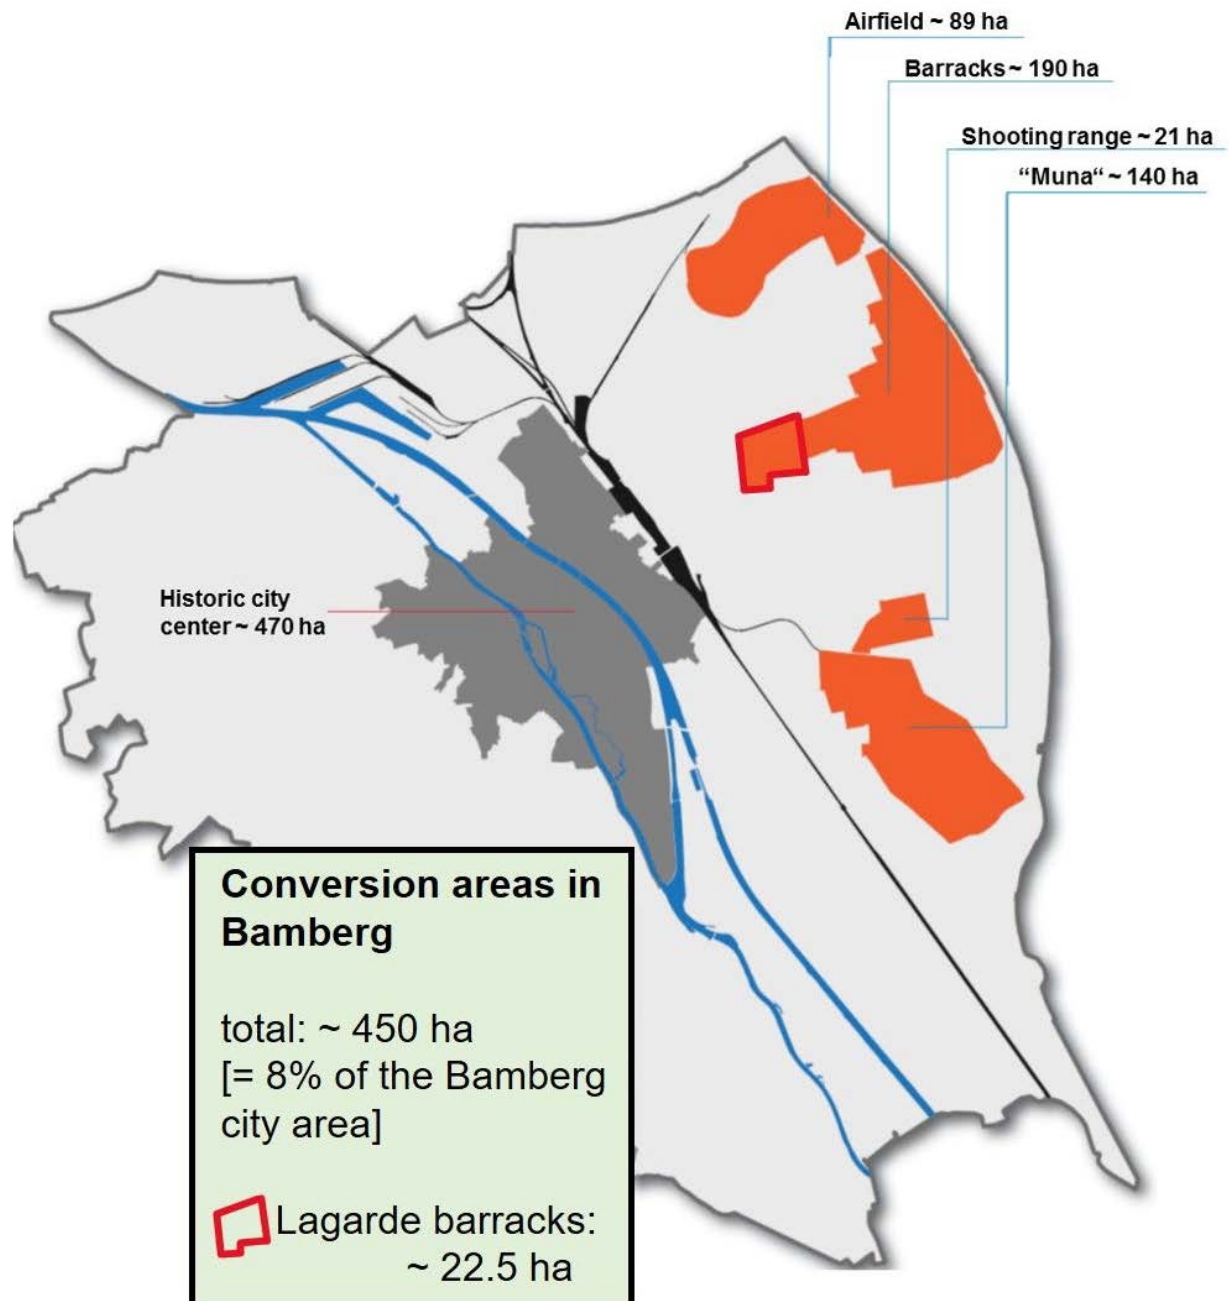 Airfield ~ 89 ha
Barracks ~ 190 ha
Shooting range ~ 21 ha
“Muna“ ~ 140 ha
Historic city
center ~ 470 ha
Conversion areas in
Bamberg
total: ~ 450 ha
[= 8% of the Bamberg
city area]
Lagarde barracks:
~ 22.5 ha